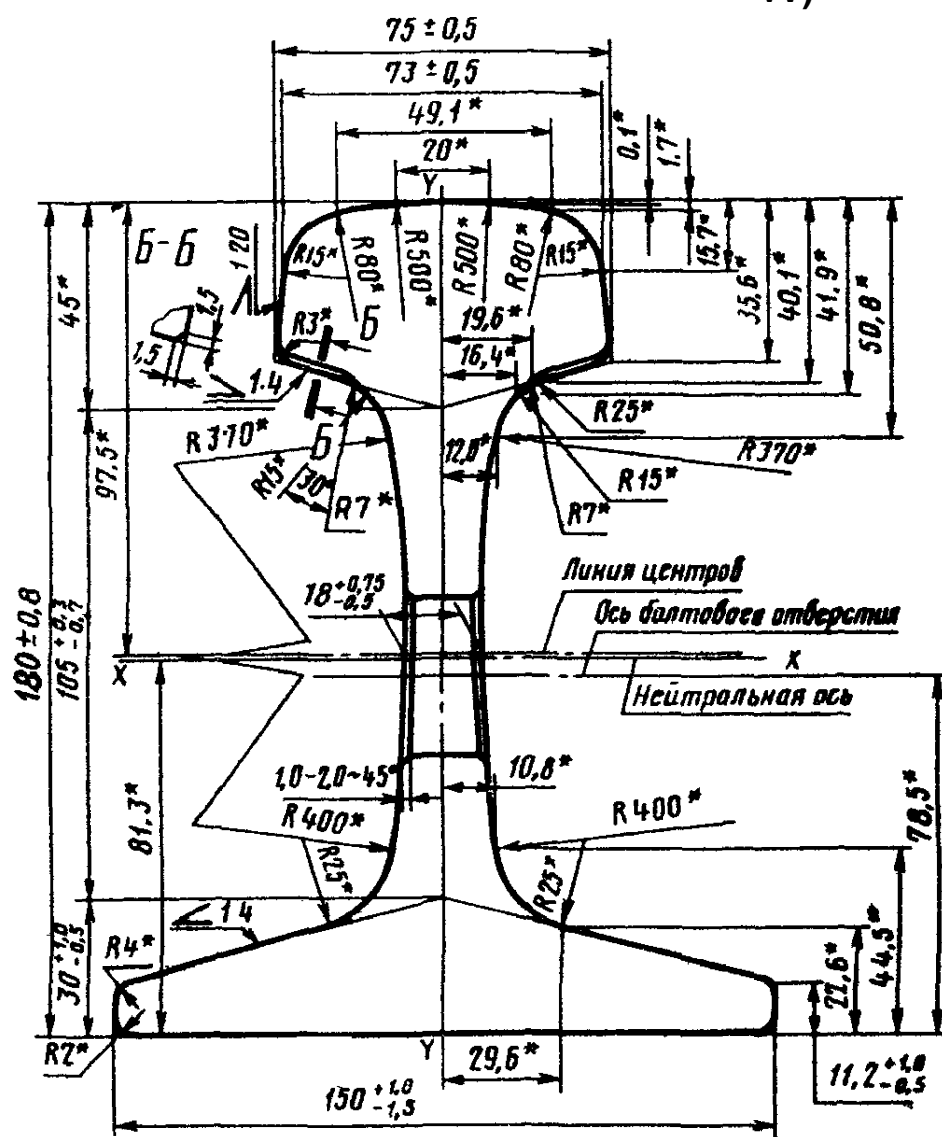 75 ± 0,5
73 ± 0,5
49,1*
20*
Y
0,1*
1,7*
Б-Б
1:20
R15*
R80*
R500*
R500*
R80*
R15*
15,7*
35,6*
40,1*
41,9*
50,8*
45*
1,5
1,5
R3*
Б
19,6*
16,4*
1:4
Б
R25*
R370*
12,0*
R370*
97,5*
R15*
30*
R7*
R15*
R7*
180±0,8
105 +0,3 -0,7
18 +0,75 -0,5
Линия центров
Ось болтового отверстия
X
X
Нейтральная ось
1,0-2,0~45°
10,8*
81,3*
R400*
R400*
78,5*
R25*
R25*
1:4
30 +1,0 -0,5
R4*
22,6*
44,5*
R2*
Y
29,6*
11,2 +1,0 -0,5
150 +1,0 -1,5